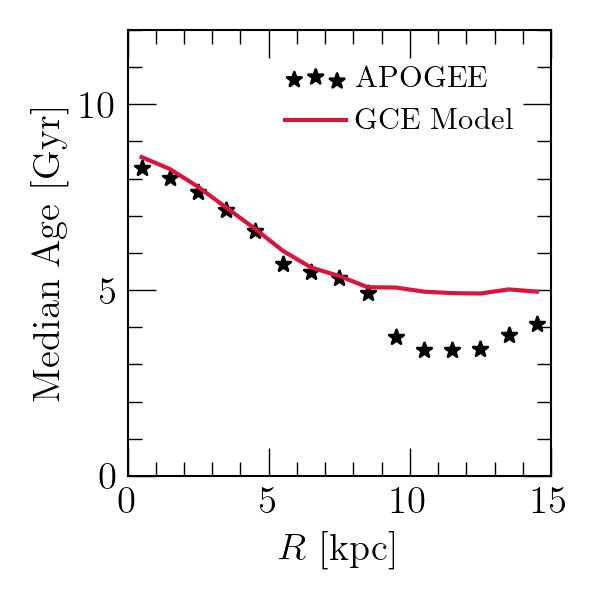 APOGEE
GCE Model
10
5
0
Median Age [Gyr]
0 5 10 15
R [kpc]